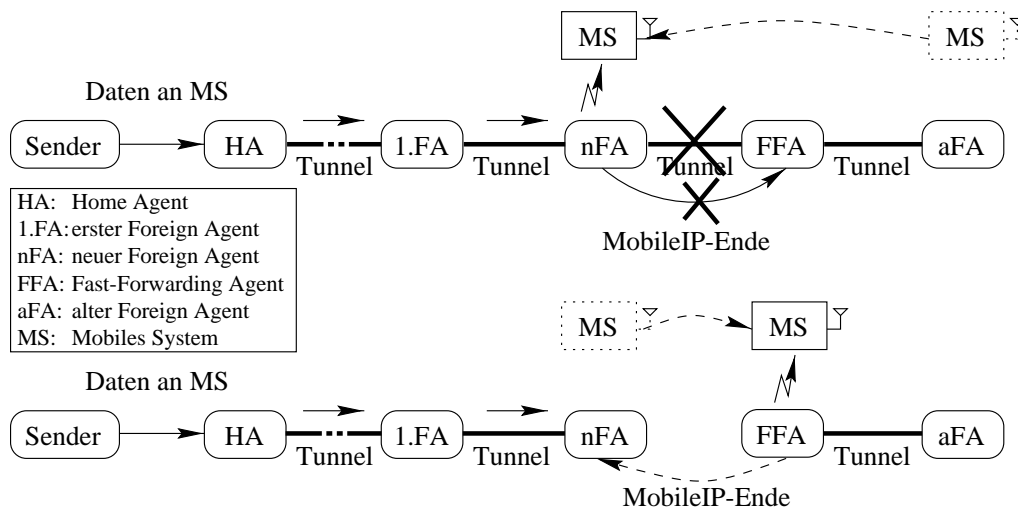 MS
MS
Daten an MS
Sender
HA
1.FA
nFA
FFA
aFA
Tunnel
Tunnel
Tunnel
Tunnel
MobileIP-Ende
HA: Home Agent
1.FA: erster Foreign Agent
nFA: neuer Foreign Agent
FFA: Fast-Forwarding Agent
aFA: alter Foreign Agent
MS: Mobiles System
MS
MS
Daten an MS
Sender
HA
1.FA
nFA
FFA
aFA
Tunnel
Tunnel
Tunnel
MobileIP-Ende